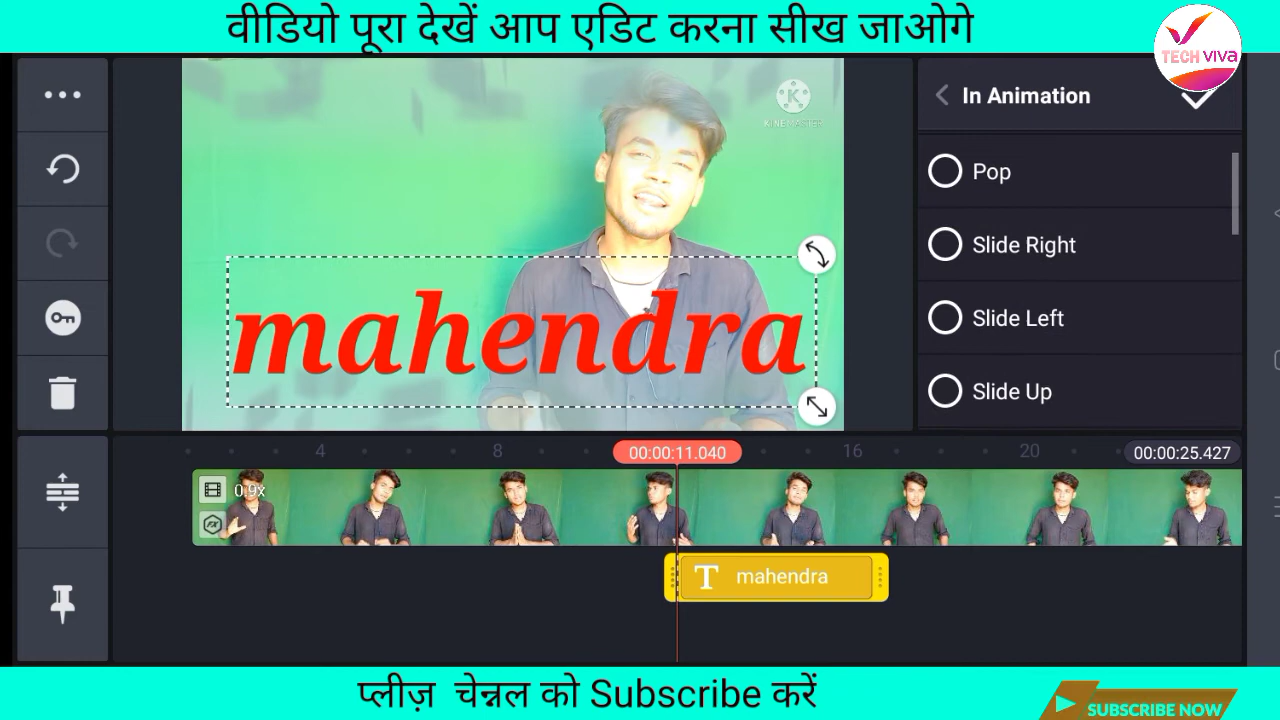 वीडियो पूरा देखें आप एडिट करना सीख जाओगे
TECH VIVA
K
KINEMASTER
In Animation
Pop
Slide Right
Slide Left
Slide Up
mahendra
4
8
00:00:11.040
16
20
00:00:25.427
0.9x
FX
T mahendra
प्लीज़ चेन्नल को Subscribe करें
SUBSCRIBE NOW